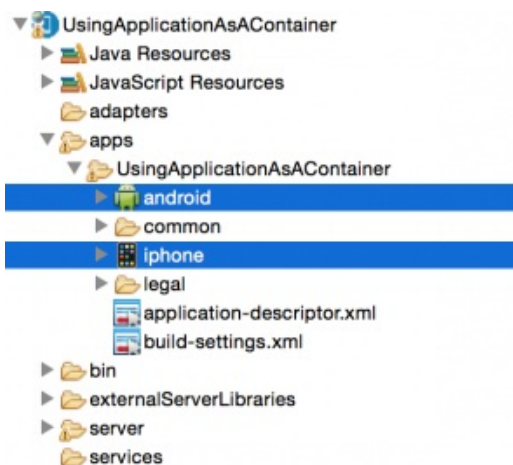 UsingApplicationAsAContainer
Java Resources
JavaScript Resources
adapters
apps
UsingApplicationAsAContainer
android
common
iphone
legal
application-descriptor.xml
build-settings.xml
bin
externalServerLibraries
server
services